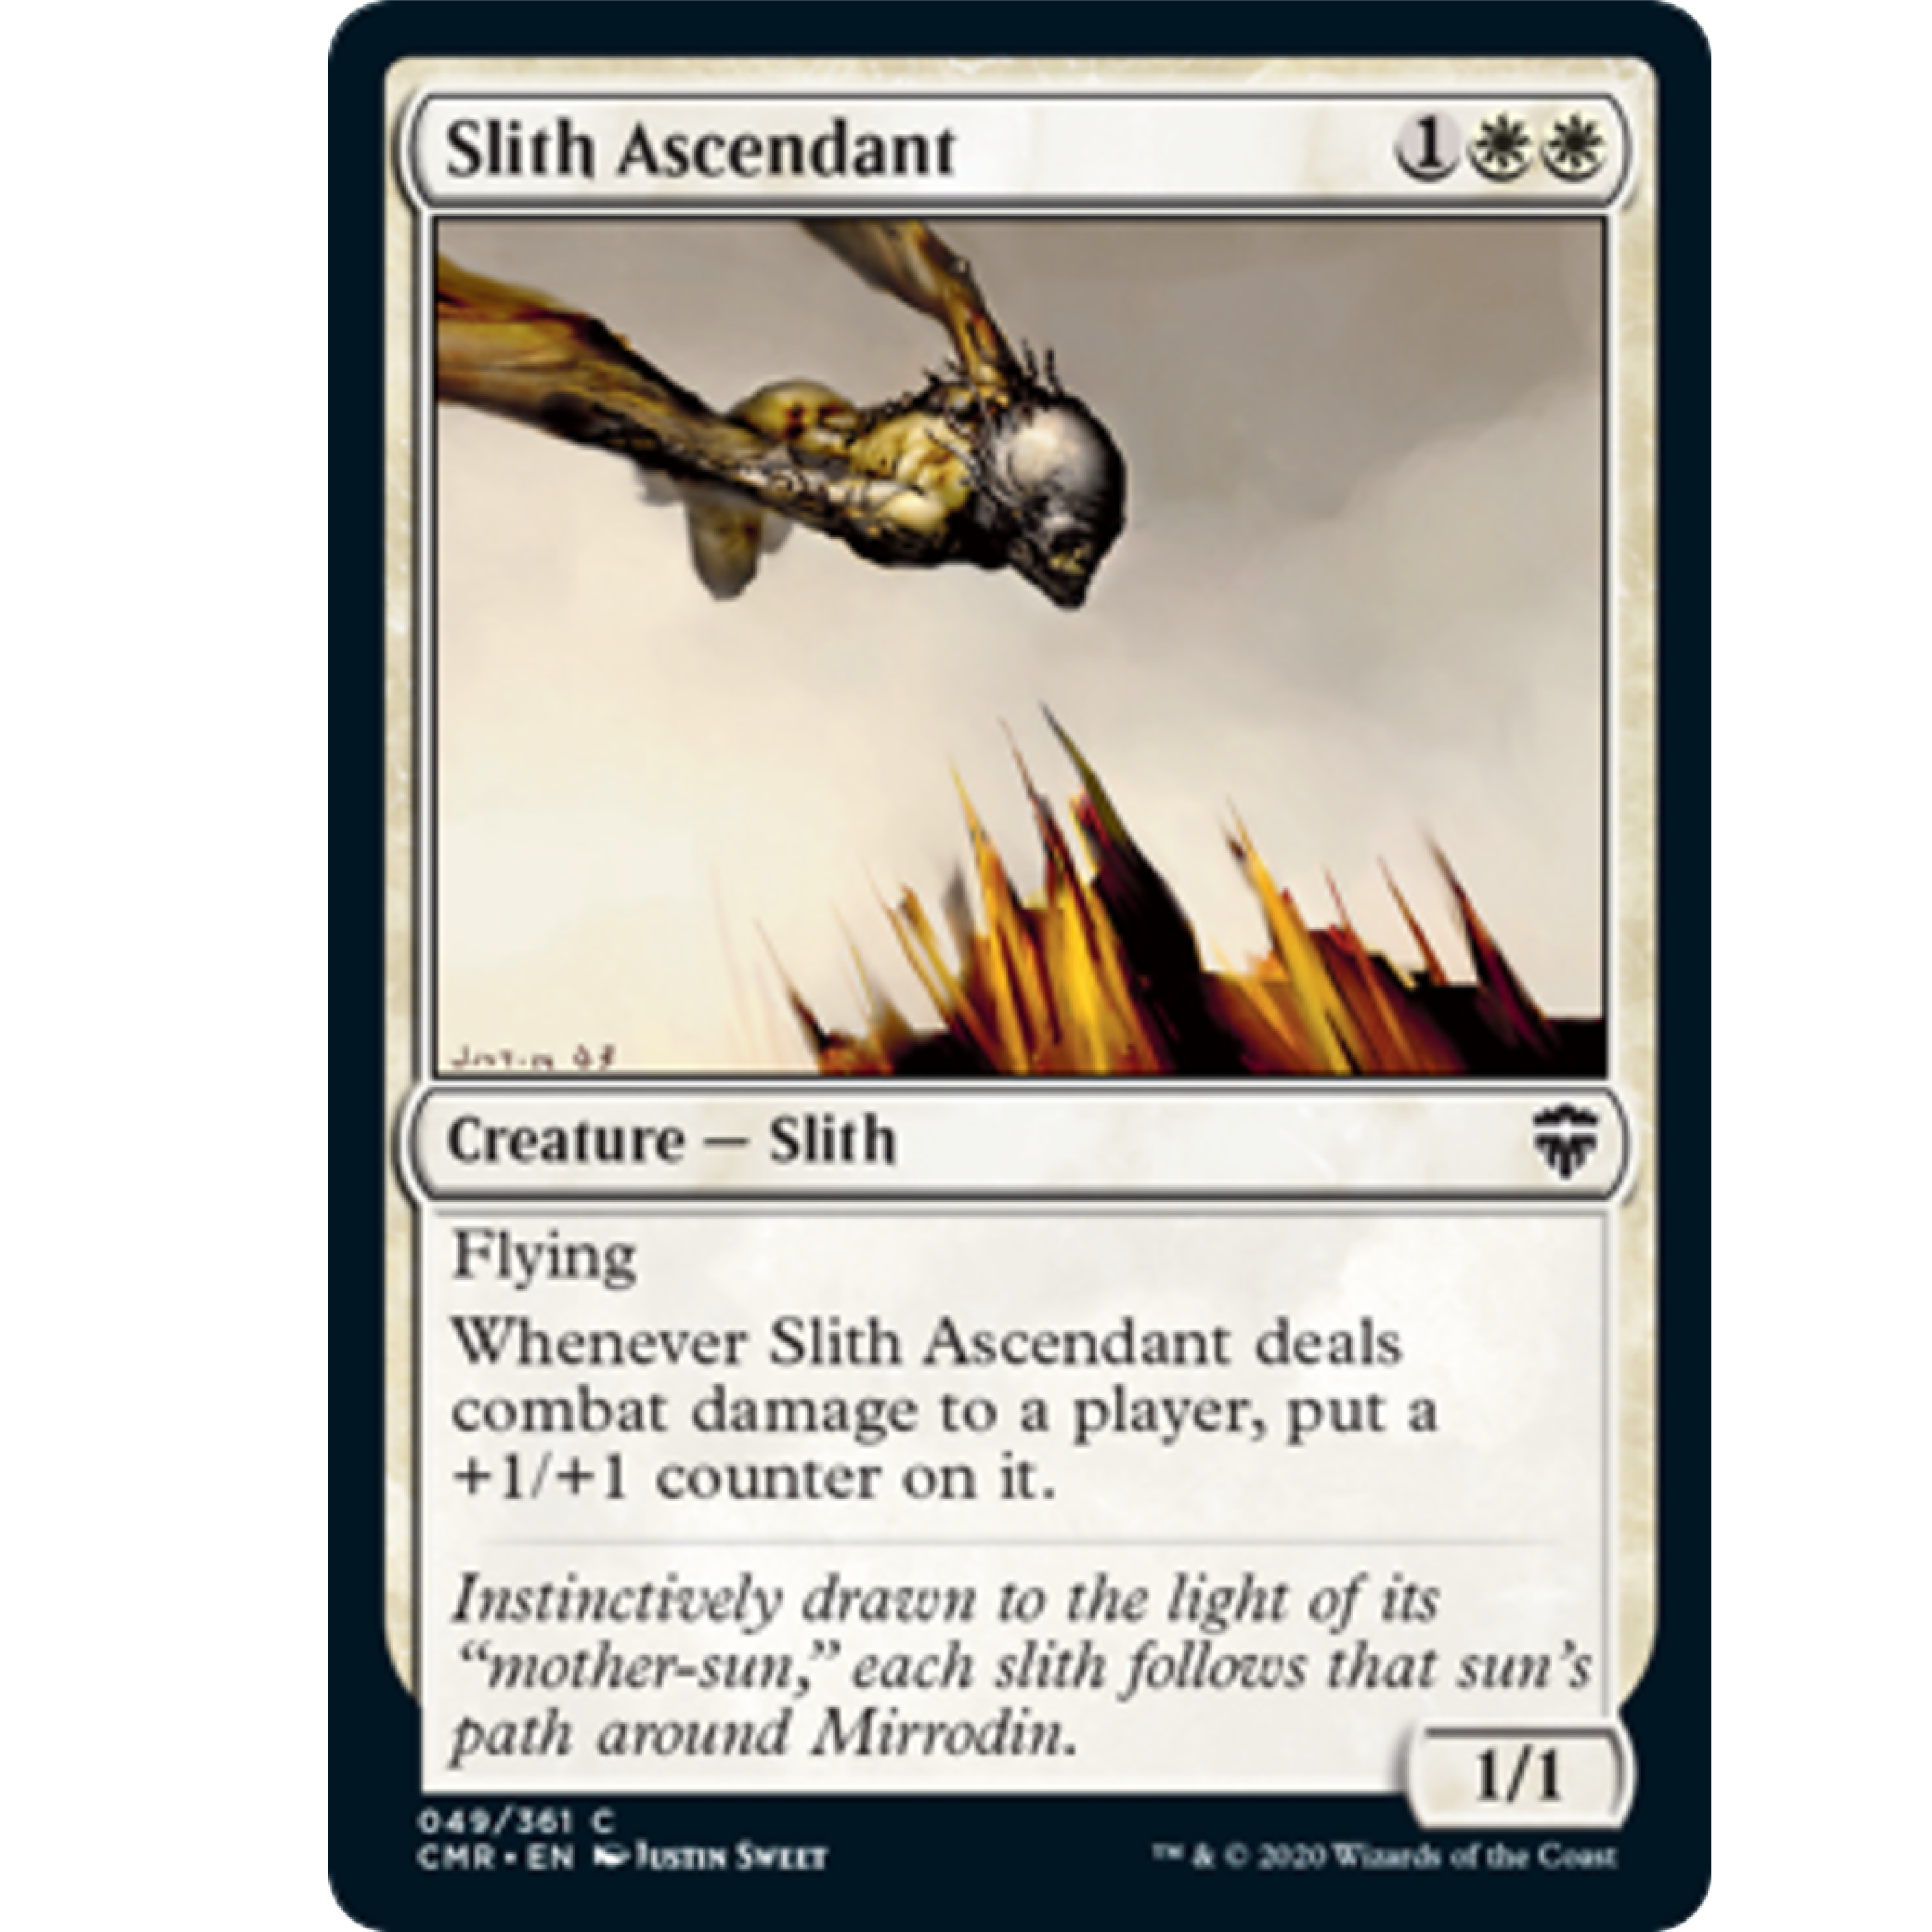 Slith Ascendant 1
Creature — Slith
Flying
Whenever Slith Ascendant deals
combat damage to a player, put a
+1/+1 counter on it.
Instinctively drawn to the light of its
“mother-sun,” each slith follows that sun’s
path around Mirrodin.
1/1
049/361 C
CMR • EN Justin Sweet
™ & © 2020 Wizards of the Coast